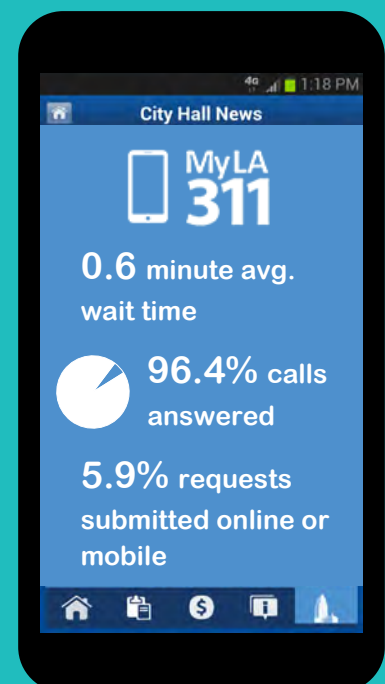 4G 1:18 PM
City Hall News
MyLA
311
0.6 minute avg.
wait time
96.4% calls
answered
5.9% requests
submitted online or
mobile